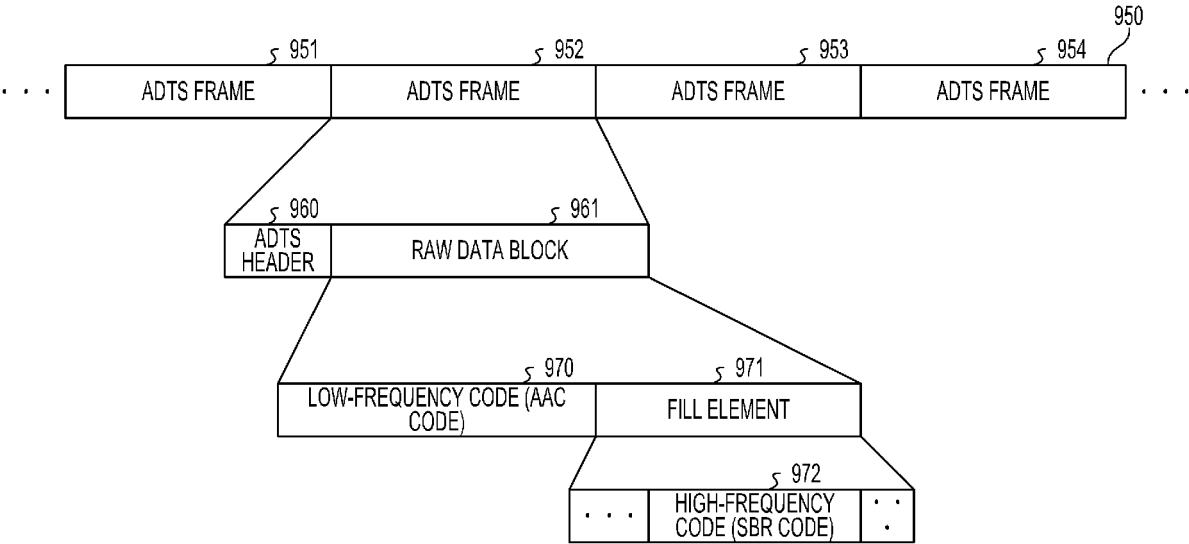 950
951 952 953 954
. . . ADTS FRAME ADTS FRAME ADTS FRAME ADTS FRAME . . .
960 961
ADTS
HEADER
RAW DATA BLOCK
970 971
LOW-FREQUENCY CODE (AAC
CODE)
FILL ELEMENT
972
. . .
HIGH-FREQUENCY
CODE (SBR CODE)
. . .